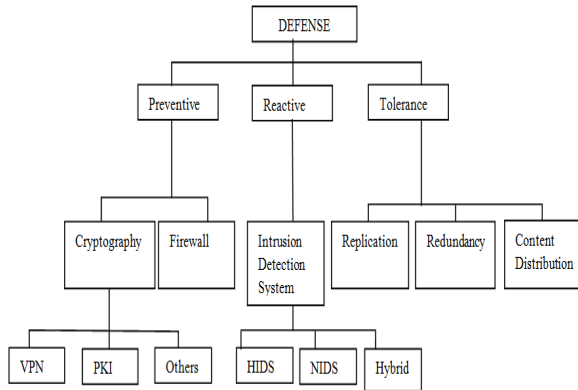 DEFENSE
Preventive
Reactive
Tolerance
Cryptography
Firewall
Intrusion
Detection
System
Replication
Redundancy
Content
Distribution
VPN
PKI
Others
HIDS
NIDS
Hybrid